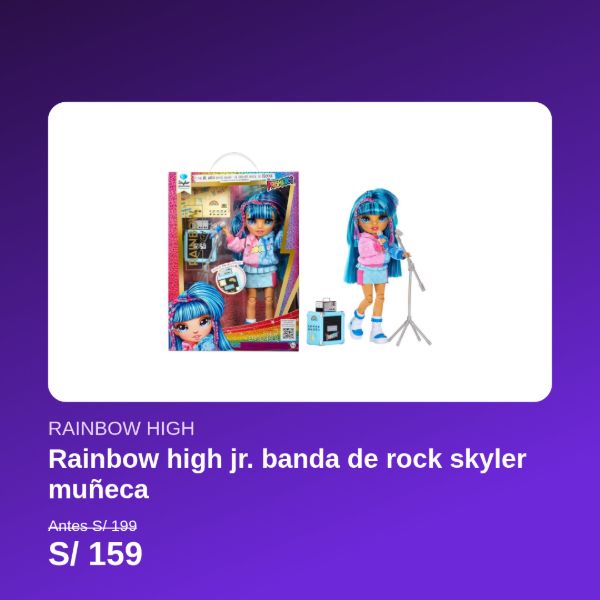 RAINBOW HIGH
Rainbow high jr. banda de rock skyler
muñeca
Antes S/ 199
S/ 159